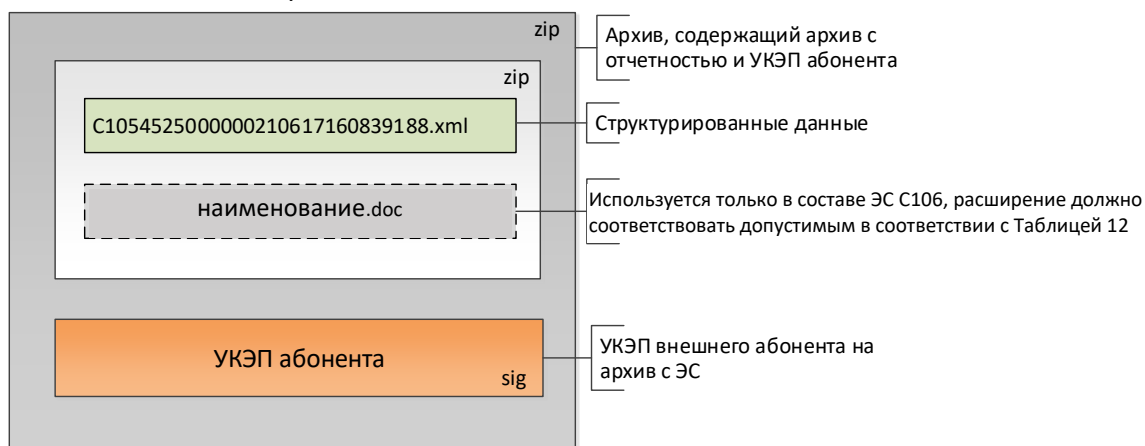 zip
Архив, содержащий архив с
отчетностью и УКЭП абонента
zip
C1054525000000210617160839188.xml
Структурированные данные
наименование.doc
Используется только в составе ЭС С106, расширение должно
соответствовать допустимым в соответствии с Таблицей 12
УКЭП абонента
sig
УКЭП внешнего абонента на
архив с ЭС